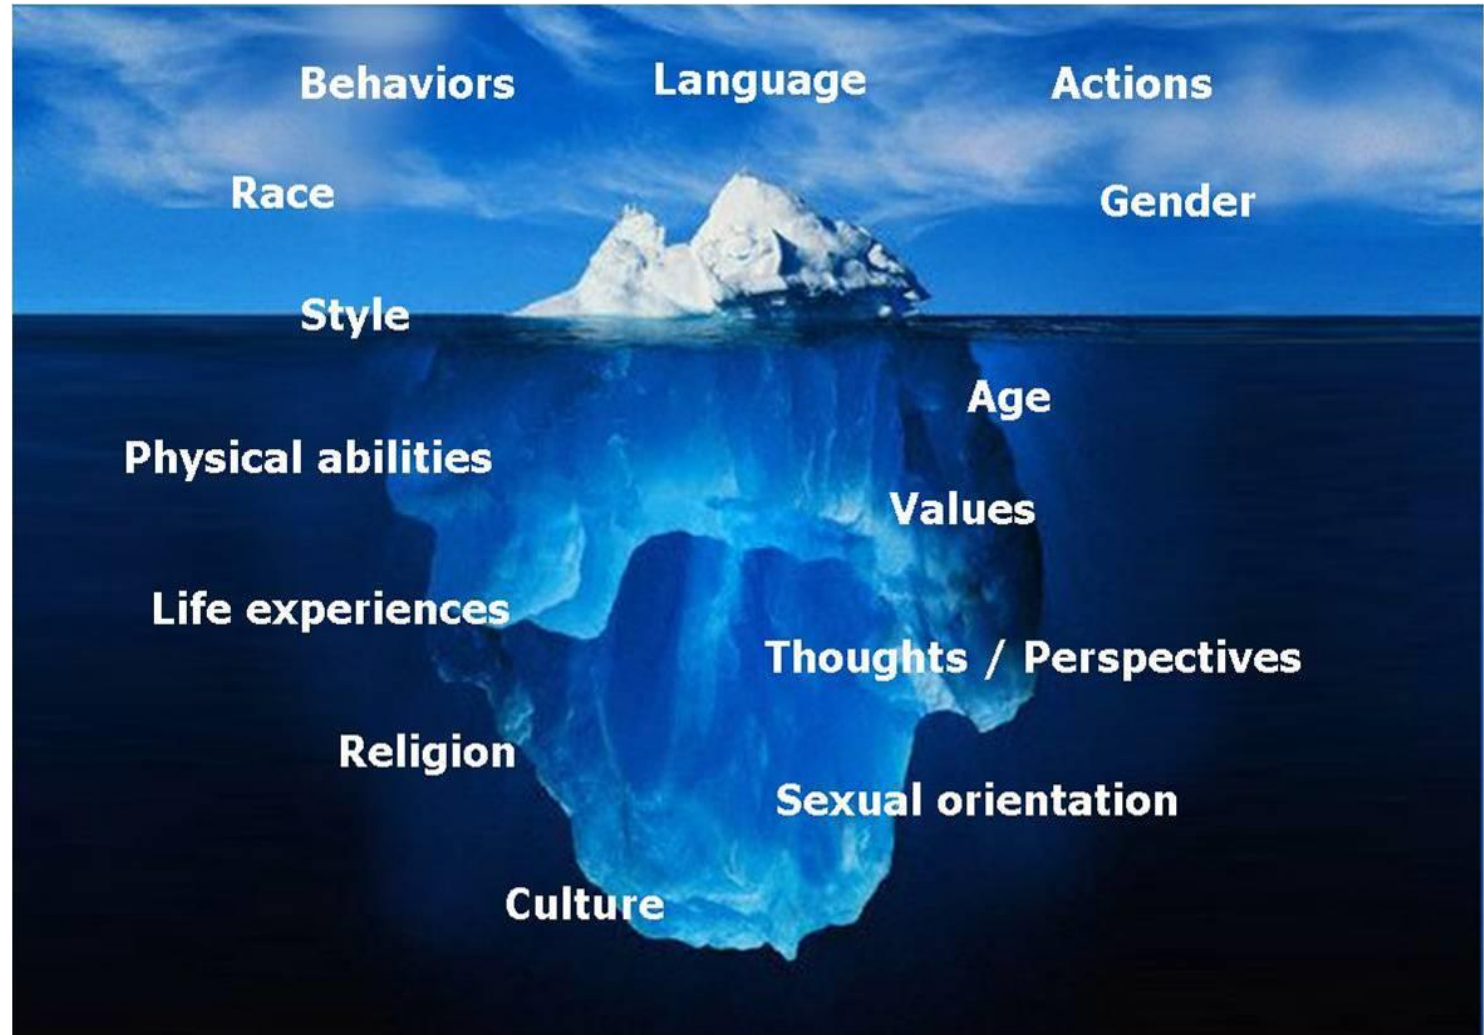 Behaviors
Language
Actions
Race
Gender
Style
Age
Physical abilities
Values
Life experiences
Thoughts / Perspectives
Religion
Sexual orientation
Culture